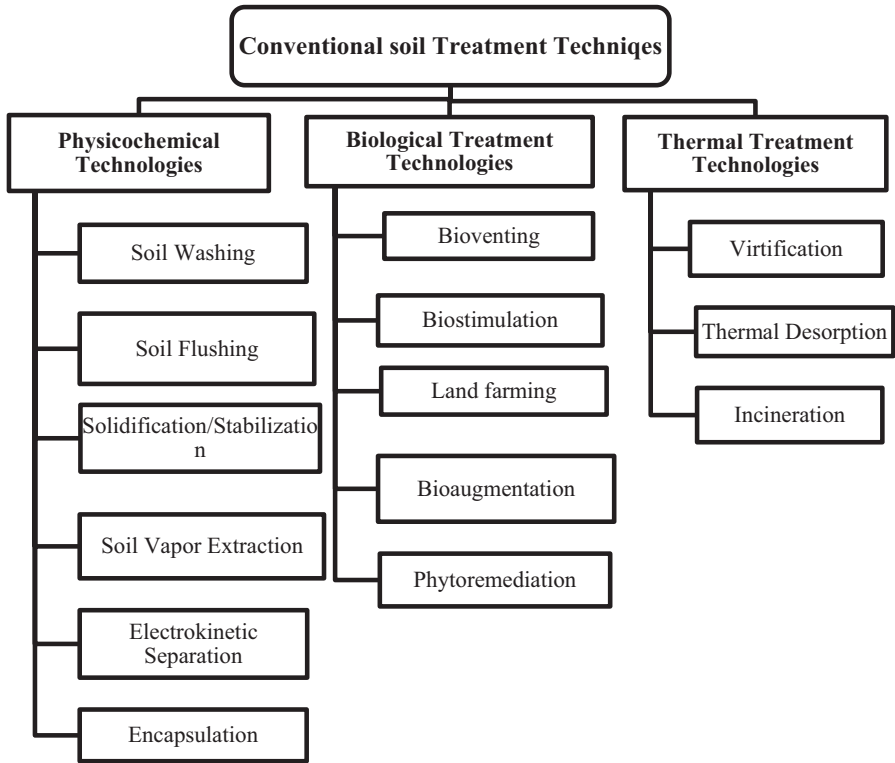 Conventional soil Treatment Techniqes
Physicochemical
Technologies
Soil Washing
Soil Flushing
Solidification/Stabilizatio
n
Soil Vapor Extraction
Electrokinetic
Separation
Encapsulation
Biological Treatment
Technologies
Bioventing
Biostimulation
Land farming
Bioaugmentation
Phytoremediation
Thermal Treatment
Technologies
Virtification
Thermal Desorption
Incineration